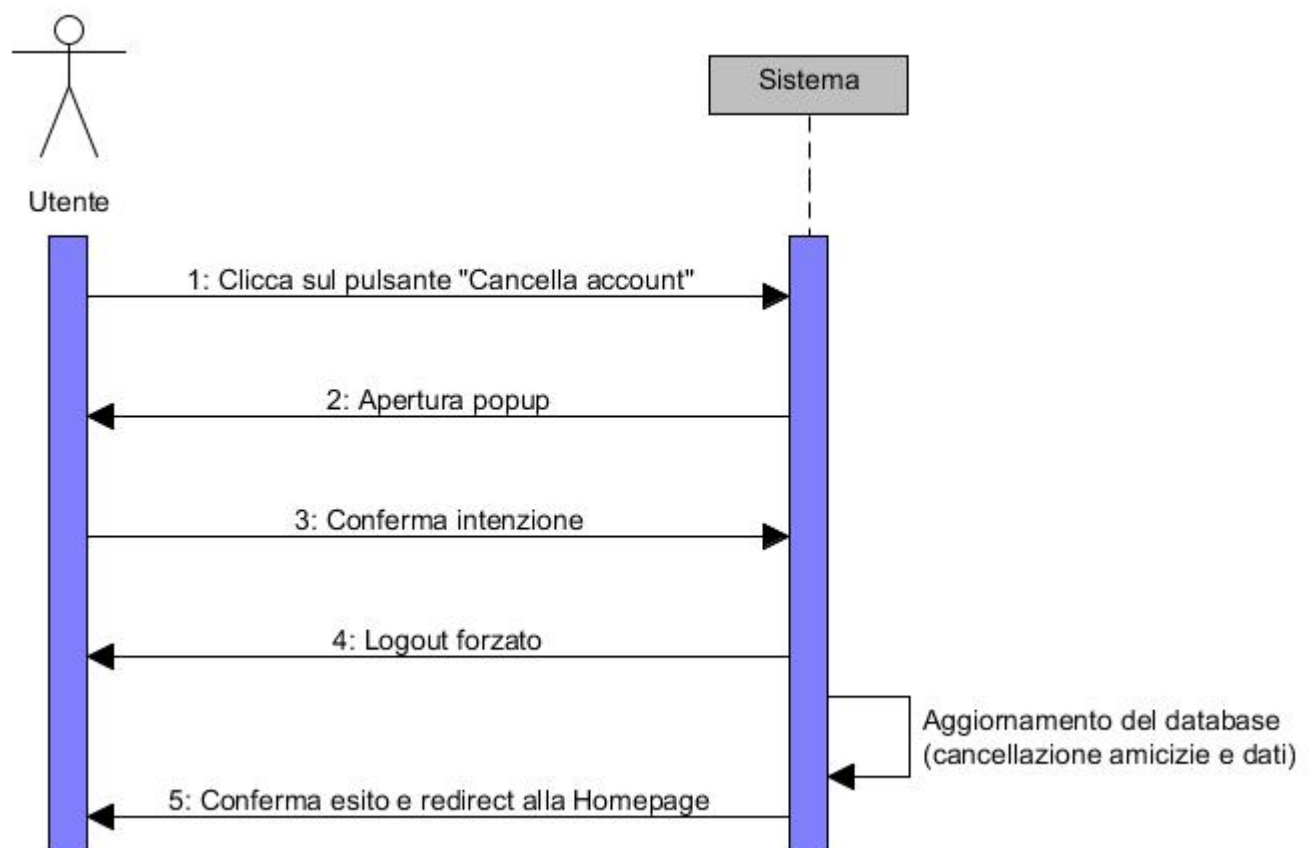 Sistema
Utente
1: Clicca sul pulsante "Cancella account"
2: Apertura popup
3: Conferma intenzione
4: Logout forzato
Aggiornamento del database
(cancellazione amicizie e dati)
5: Conferma esito e redirect alla Homepage